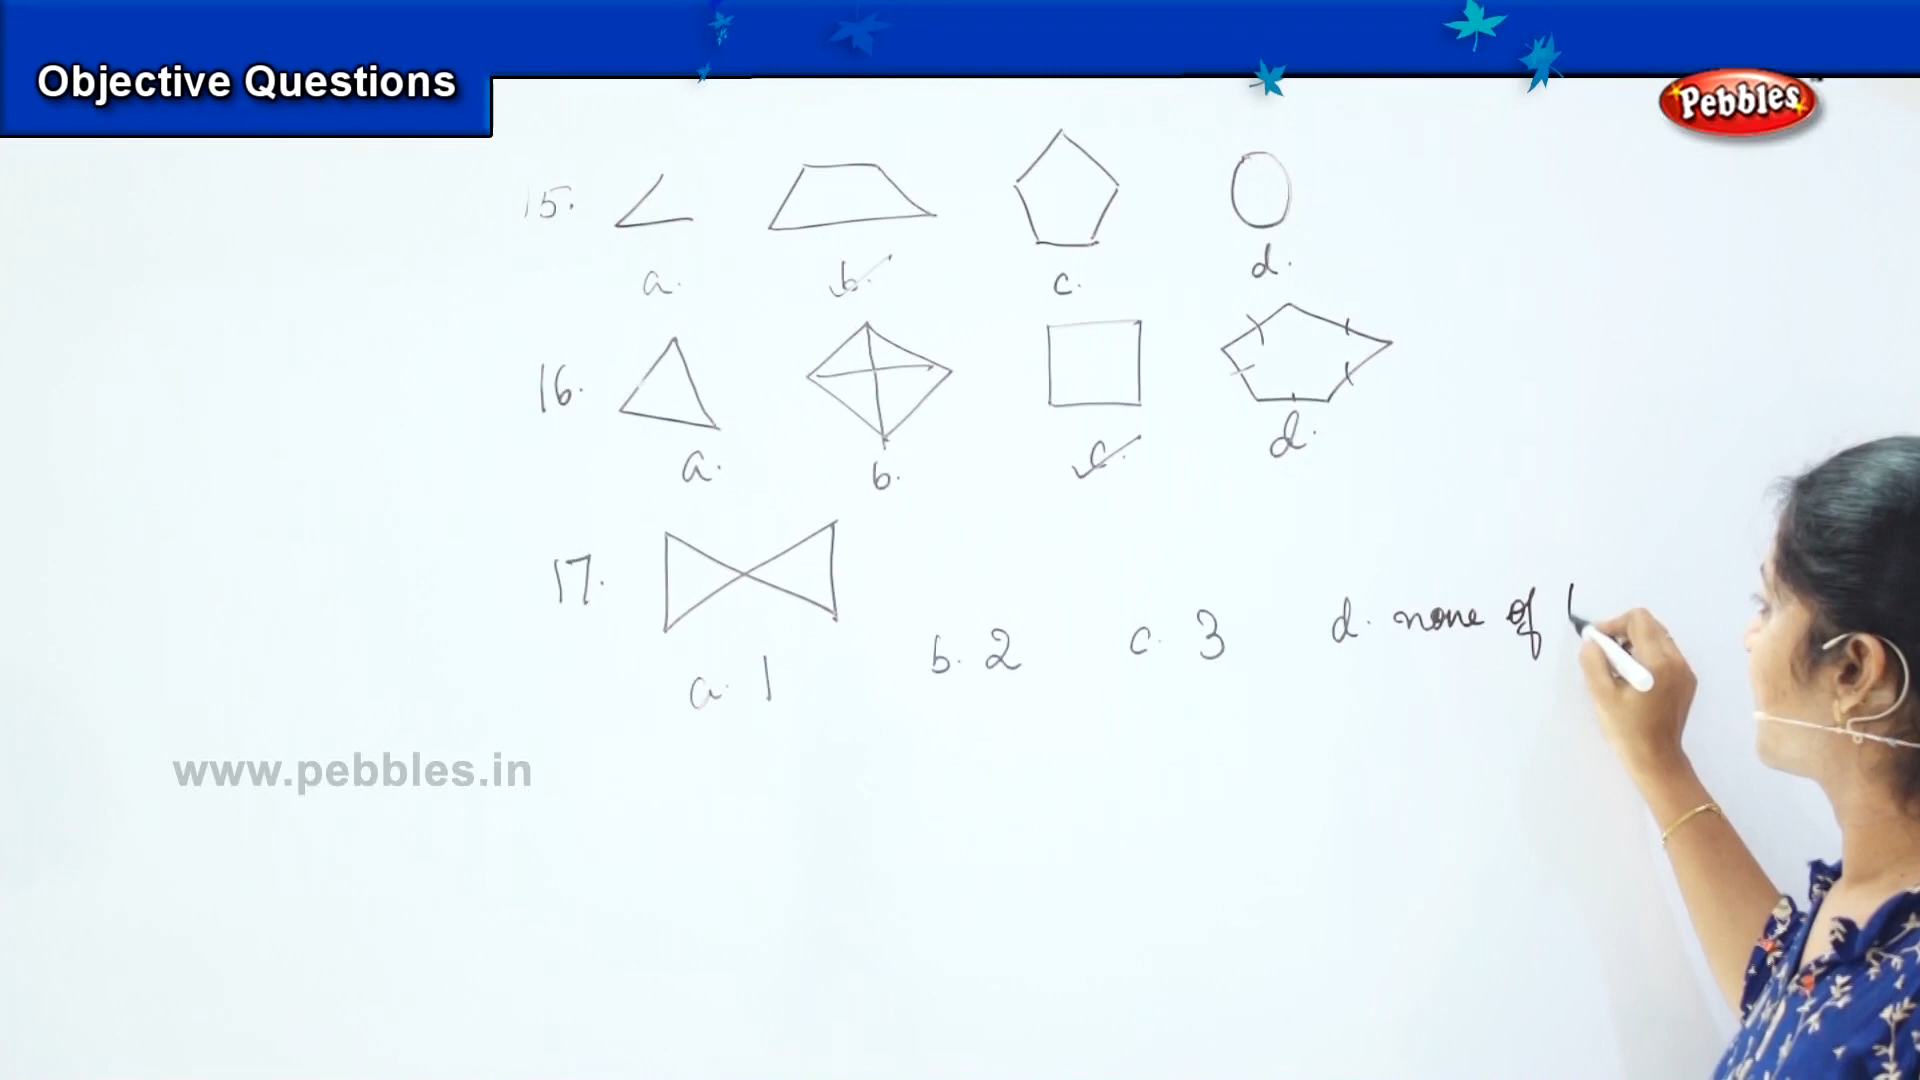 Objective Questions
Pebbles
15.
a. b. c. d.
16.
a. b. c. d.
17.
a. 1 b. 2 c. 3 d. none of
www.pebbles.in